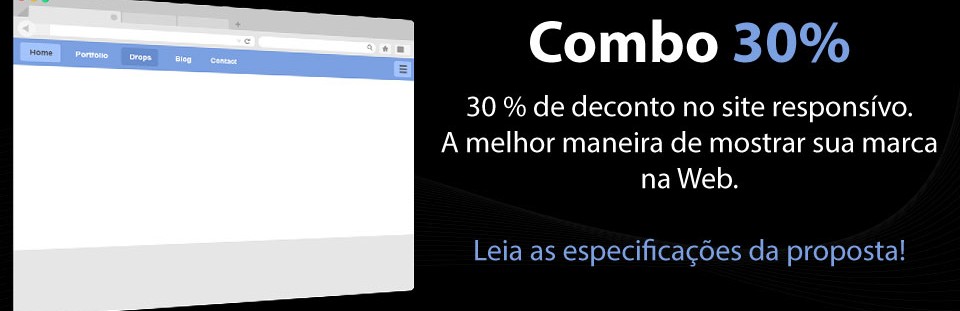 Home Portfolio Drops Blog Contact
Combo 30%
30 % de deconto no site responsívo.
A melhor maneira de mostrar sua marca
na Web.
Leia as especificações da proposta!